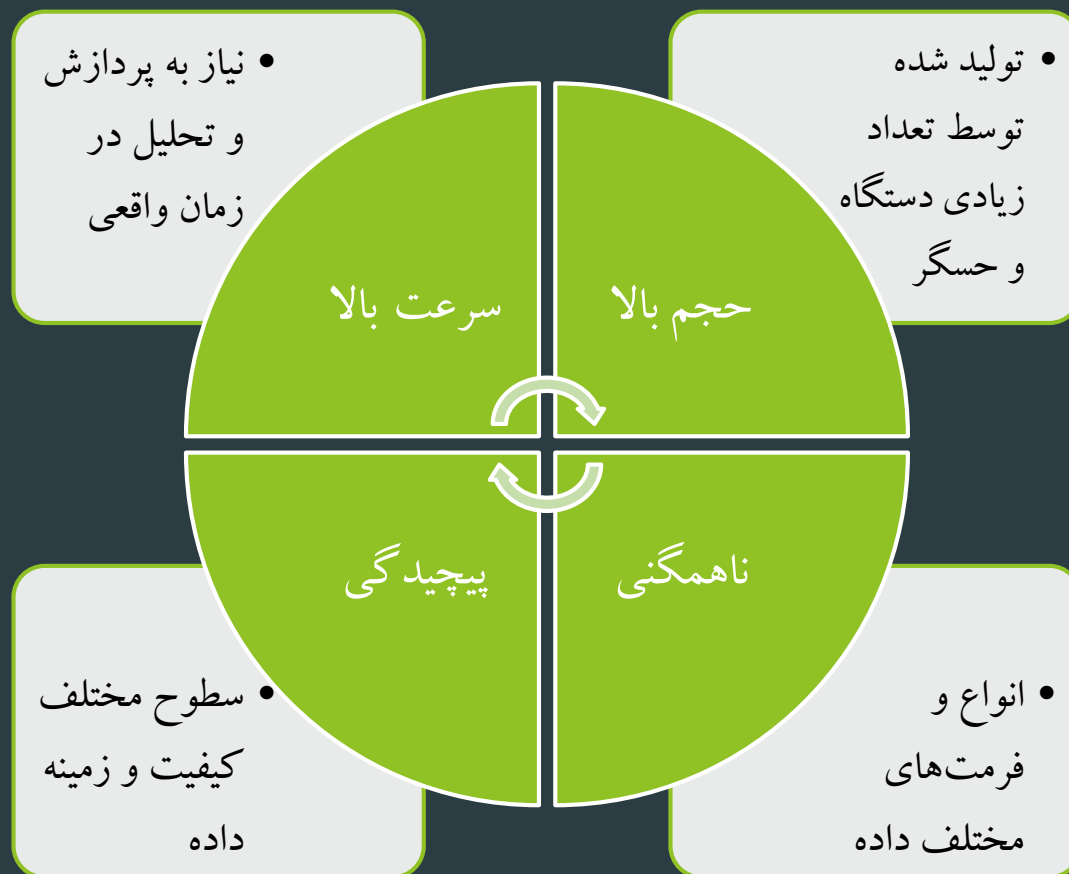 تولید شده
توسط تعداد
زیادی دستگاه
و حسگر
نیاز به پردازش
و تحلیل در
زمان واقعی
حجم بالا
سرعت بالا
ناهمگنی
پیچیدگی
انواع و
فرمت‌های
مختلف داده
سطوح مختلف
کیفیت و زمینه
داده